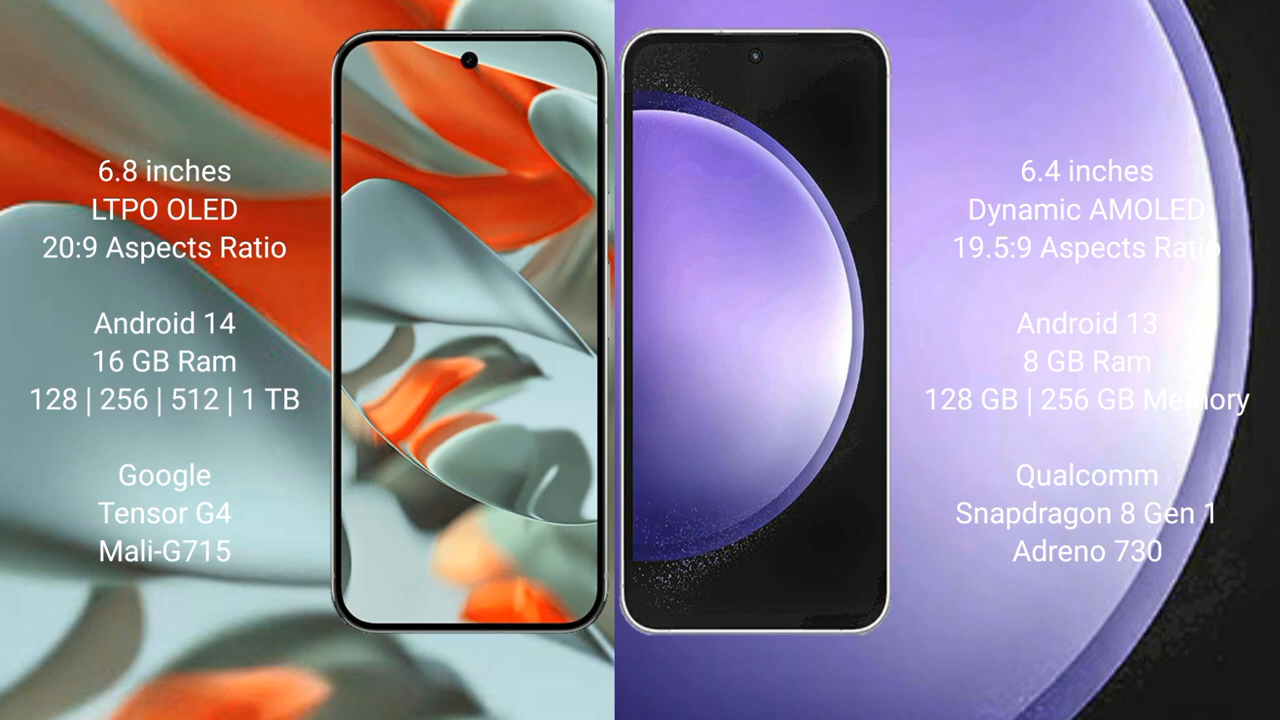 6.8 inches
LTPO OLED
20:9 Aspects Ratio
Android 14
16 GB Ram
128 | 256 | 512 | 1 TB
Google
Tensor G4
Mali-G715
6.4 inches
Dynamic AMOLED
19.5:9 Aspects Ratio
Android 13
8 GB Ram
128 GB | 256 GB Memory
Qualcomm
Snapdragon 8 Gen 1
Adreno 730